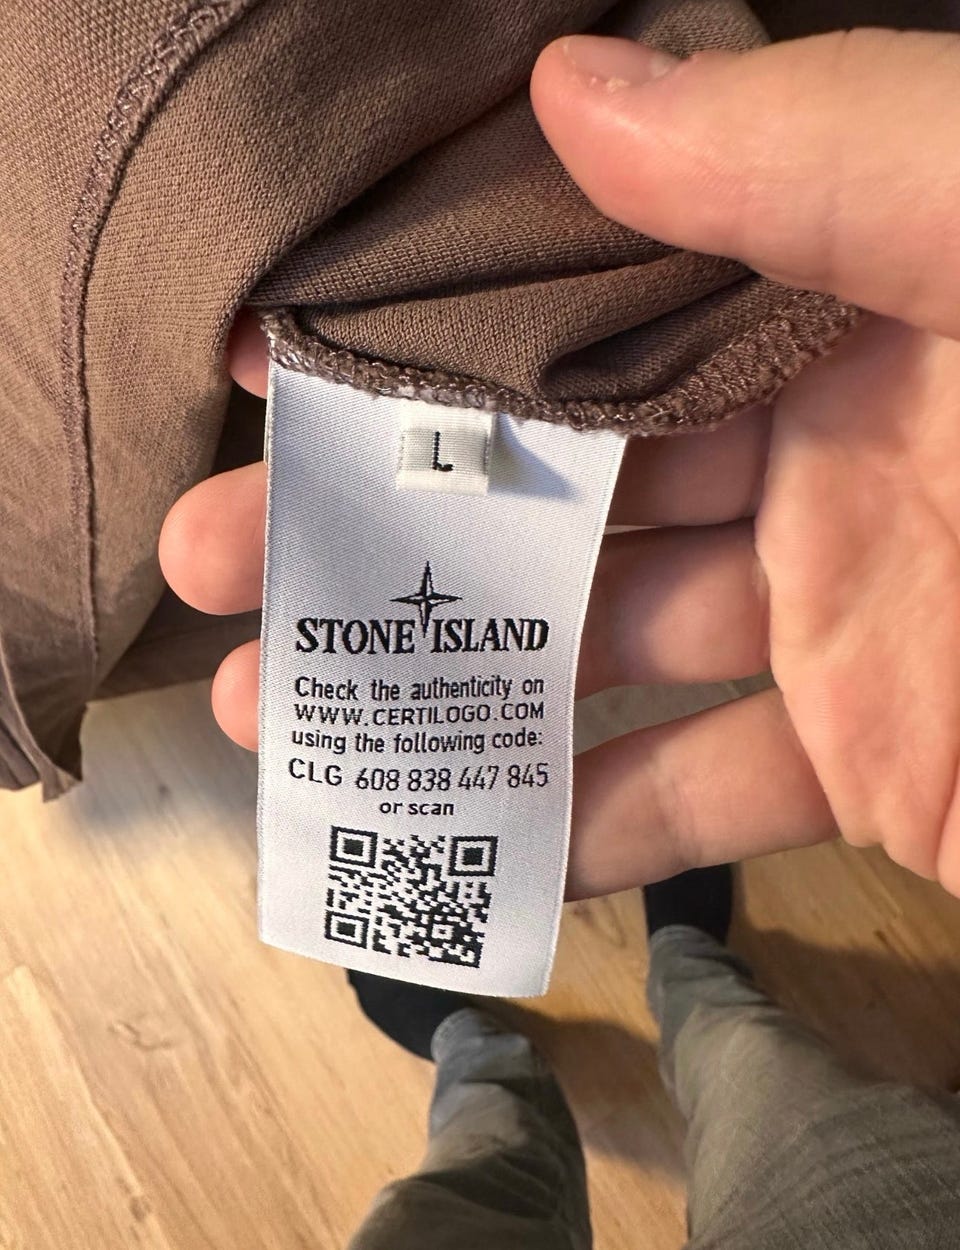 L
STONE ISLAND
Check the authenticity on
WWW.CERTILOGO.COM
using the following code:
CLG 608 838 447 845
or scan